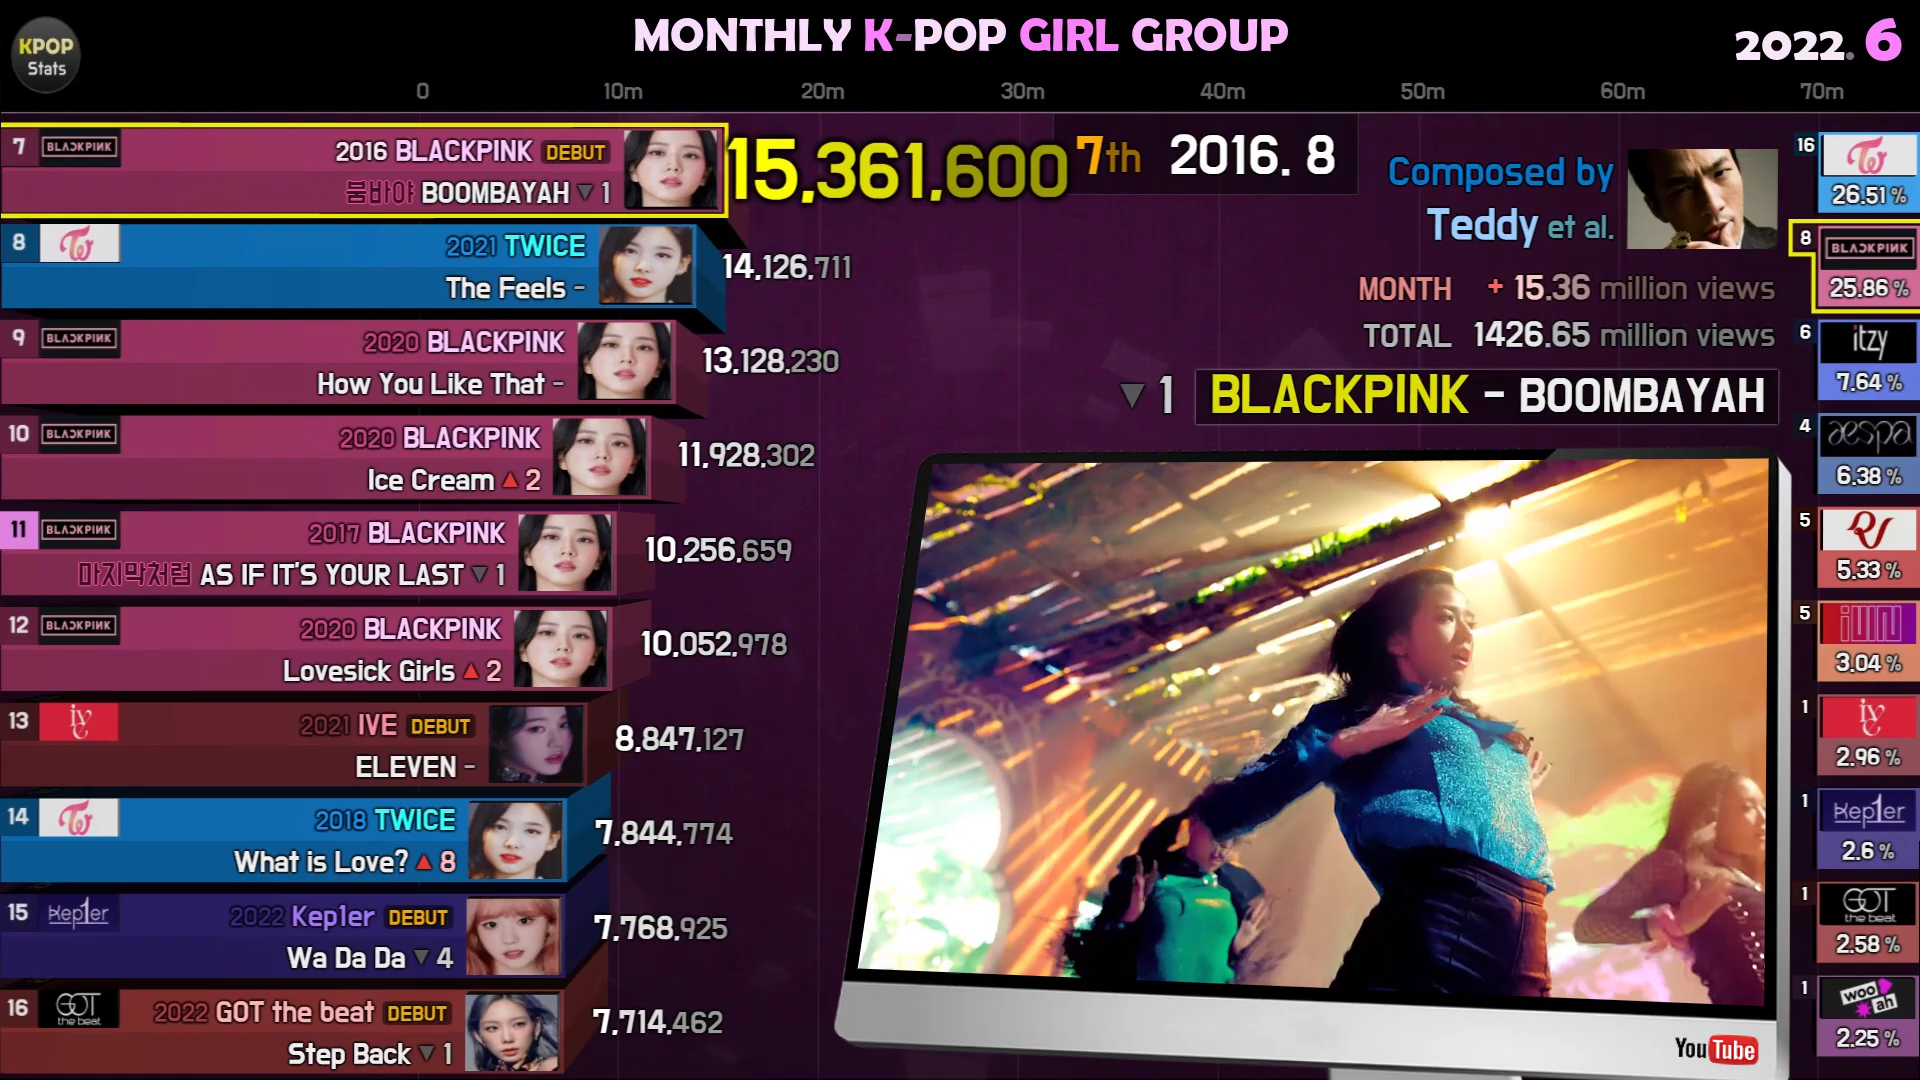 KPOP
Stats
MONTHLY K-POP GIRL GROUP
2022. 6
0 10m 20m 30m 40m 50m 60m 70m
7 BLACKPINK 2016 BLACKPINK DEBUT
붐바야 BOOMBAYAH ▼ 1
15,361,600 7th 2016. 8
Composed by
Teddy et al.
MONTH + 15.36 million views
TOTAL 1426.65 million views
▼ 1 BLACKPINK - BOOMBAYAH
8 2021 TWICE
The Feels -
14,126,711
9 BLACKPINK 2020 BLACKPINK
How You Like That -
13,128,230
10 BLACKPINK 2020 BLACKPINK
Ice Cream ▲ 2
11,928,302
11 BLACKPINK 2017 BLACKPINK
마지막처럼 AS IF IT'S YOUR LAST ▼ 1
10,256,659
12 BLACKPINK 2020 BLACKPINK
Lovesick Girls ▲ 2
10,052,978
13 ive 2021 IVE DEBUT
ELEVEN -
8,847,127
14 2018 TWICE
What is Love? ▲ 8
7,844,774
15 Kep1er 2022 Kep1er DEBUT
Wa Da Da ▼ 4
7,768,925
16 GOT the beat 2022 GOT the beat DEBUT
Step Back ▼ 1
7,714,462
YouTube
16
26.51 %
8 BLACKPINK
25.86 %
6 itzy
7.64 %
4 aespa
6.38 %
5 RV
5.33 %
5
3.04 %
1 ive
2.96 %
1 Kep1er
2.6 %
1 GOT the beat
2.58 %
1 woo ah
2.25 %